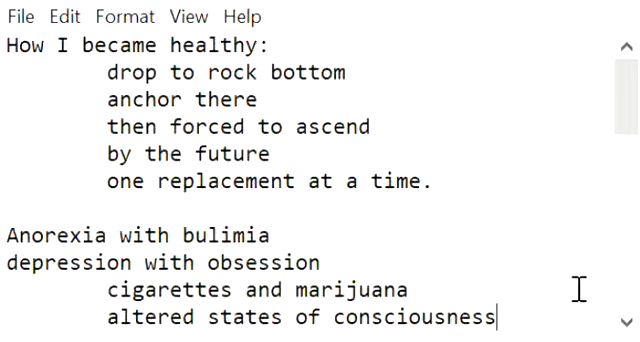 File Edit Format View Help
How I became healthy:
drop to rock bottom
anchor there
then forced to ascend
by the future
one replacement at a time.
Anorexia with bulimia
depression with obsession
cigarettes and marijuana
altered states of consciousness